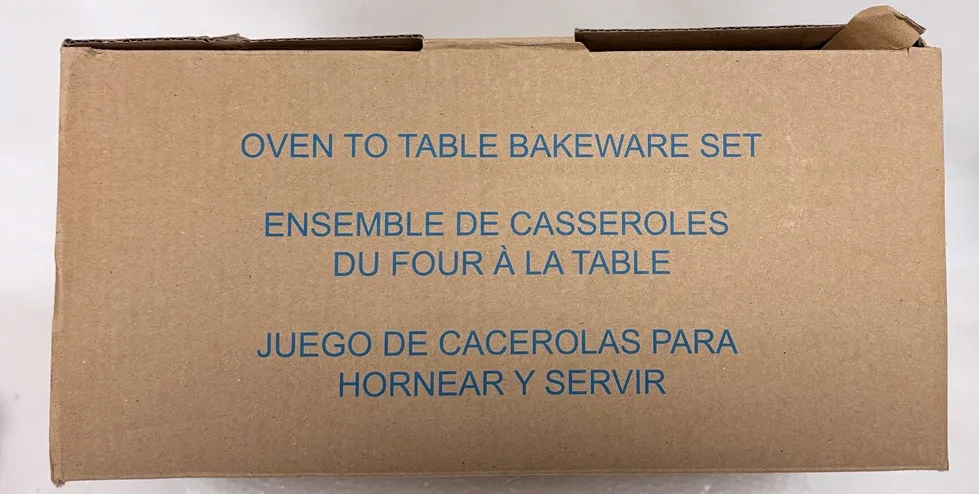 OVEN TO TABLE BAKEWARE SET
ENSEMBLE DE CASSEROLES
DU FOUR À LA TABLE
JUEGO DE CACEROLAS PARA
HORNEAR Y SERVIR